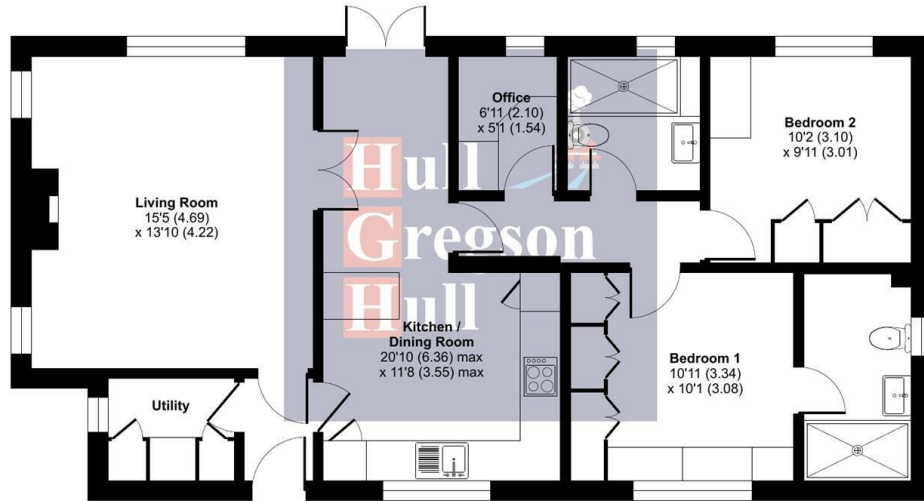 Living Room
15'5 (4.69)
x 13'10 (4.22)
Office
6'11 (2.10)
x 5'1 (1.54)
Bedroom 2
10'2 (3.10)
x 9'11 (3.01)
Hull
Gregson
Hull
Kitchen /
Dining Room
20'10 (6.36) max
x 11'8 (3.55) max
Bedroom 1
10'11 (3.34)
x 10'1 (3.08)
Utility